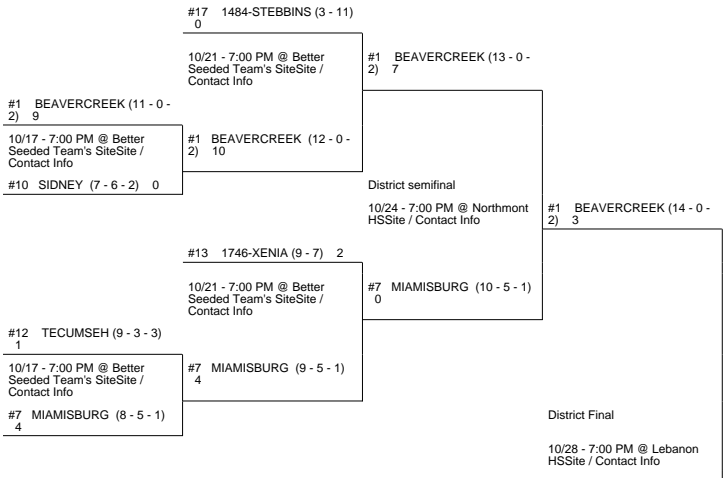 #17 1484-STEBBINS (3 - 11)
0
10/21 - 7:00 PM @ Better
Seeded Team's SiteSite /
Contact Info
#1 BEAVERCREEK (13 - 0 -
2) 7
#1 BEAVERCREEK (11 - 0 -
2) 9
10/17 - 7:00 PM @ Better
Seeded Team's SiteSite /
Contact Info
#1 BEAVERCREEK (12 - 0 -
2) 10
#10 SIDNEY (7 - 6 - 2) 0
District semifinal
10/24 - 7:00 PM @ Northmont
HSSite / Contact Info
#1 BEAVERCREEK (14 - 0 -
2) 3
#13 1746-XENIA (9 - 7) 2
10/21 - 7:00 PM @ Better
Seeded Team's SiteSite /
Contact Info
#7 MIAMISBURG (10 - 5 - 1)
0
#12 TECUMSEH (9 - 3 - 3)
1
10/17 - 7:00 PM @ Better
Seeded Team's SiteSite /
Contact Info
#7 MIAMISBURG (9 - 5 - 1)
4
#7 MIAMISBURG (8 - 5 - 1)
4
District Final
10/28 - 7:00 PM @ Lebanon
HSSite / Contact Info